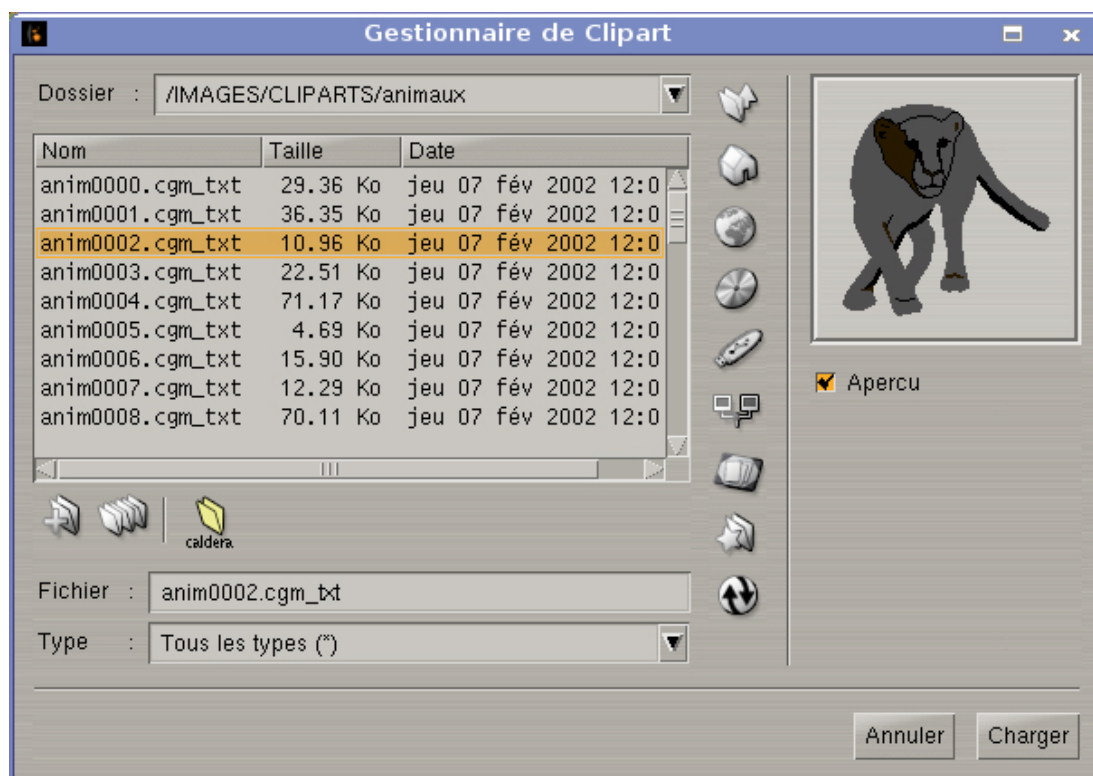 Gestionnaire de Clipart
Dossier : /IMAGES/CLIPARTS/animaux
Nom Taille Date
anim0000.cgm_txt 29.36 Ko jeu 07 fév 2002 12:0
anim0001.cgm_txt 36.35 Ko jeu 07 fév 2002 12:0
anim0002.cgm_txt 10.96 Ko jeu 07 fév 2002 12:0
anim0003.cgm_txt 22.51 Ko jeu 07 fév 2002 12:0
anim0004.cgm_txt 71.17 Ko jeu 07 fév 2002 12:0
anim0005.cgm_txt 4.69 Ko jeu 07 fév 2002 12:0
anim0006.cgm_txt 15.90 Ko jeu 07 fév 2002 12:0
anim0007.cgm_txt 12.29 Ko jeu 07 fév 2002 12:0
anim0008.cgm_txt 70.11 Ko jeu 07 fév 2002 12:0
Apercu
caldera
Fichier : anim0002.cgm_txt
Type : Tous les types (*)
Annuler Charger